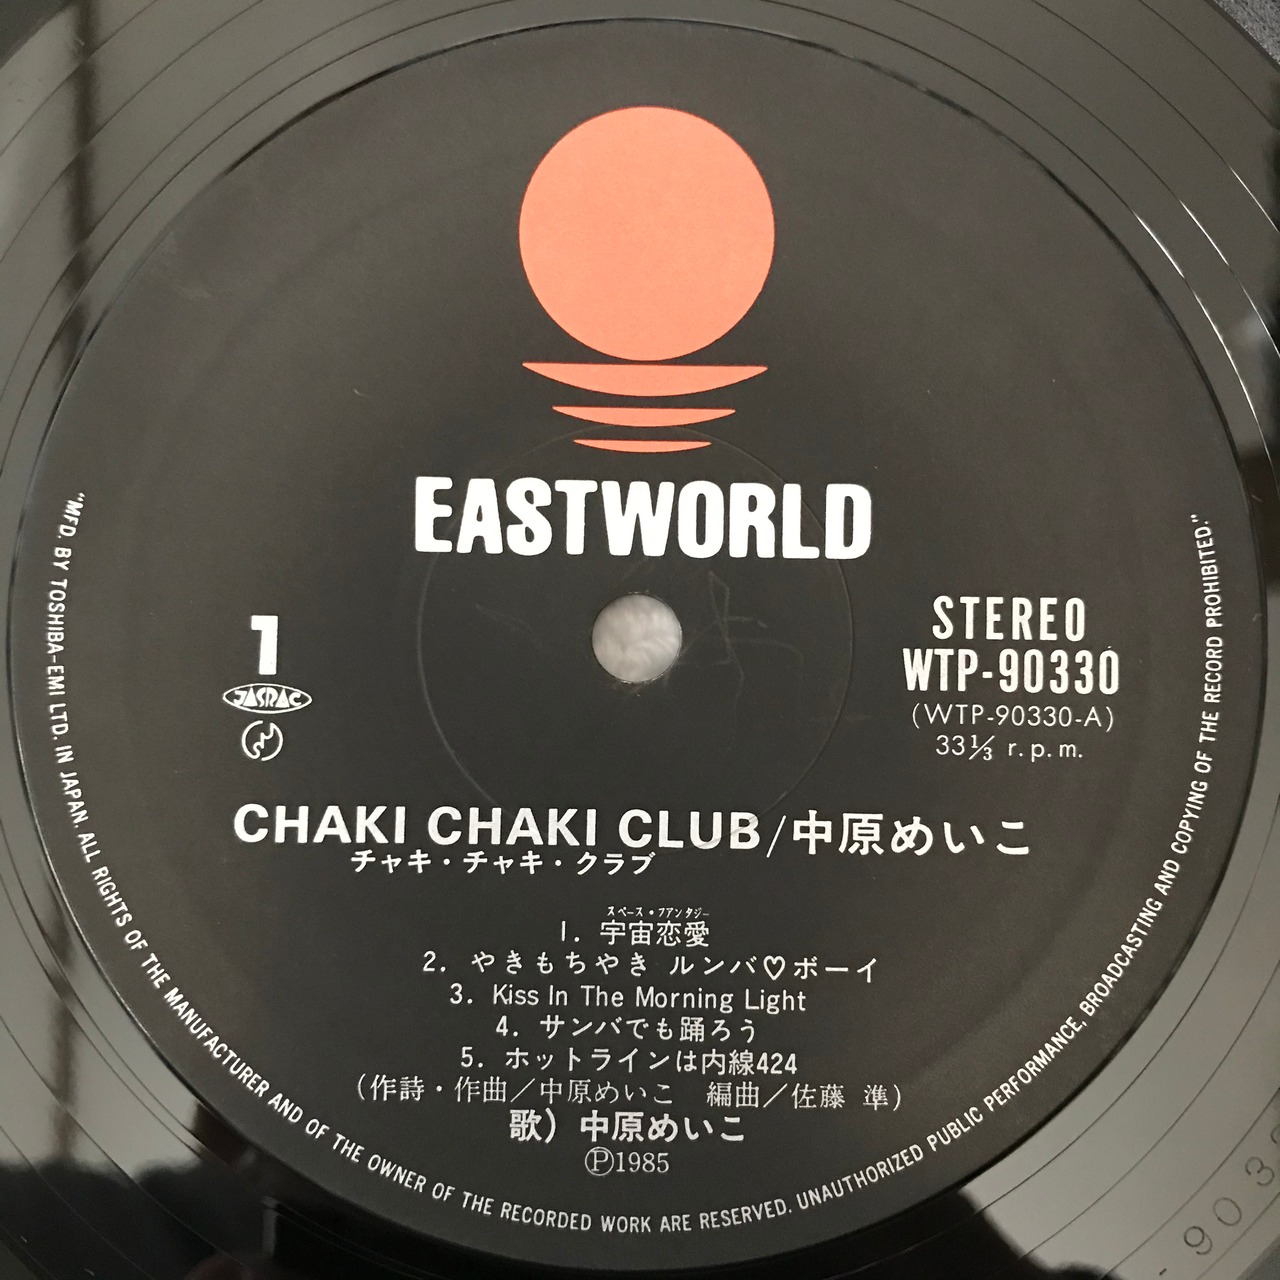 EASTWORLD
1
JASRAC
STEREO
WTP-90330
(WTP-90330-A)
33⅓ r.p.m.
CHAKI CHAKI CLUB/中原めいこ
チャキ・チャキ・クラブ
スペース・フアンタジー
1. 宇宙恋愛
2. やきもちやき ルンバ♡ボーイ
3. Kiss In The Morning Light
4. サンバでも踊ろう
5. ホットラインは内線424
(作詩・作曲／中原めいこ 編曲／佐藤 準)
歌) 中原めいこ
Ⓟ1985
"MFD. BY TOSHIBA-EMI LTD. IN JAPAN. ALL RIGHTS OF THE MANUFACTURER AND OF THE OWNER OF THE RECORDED WORK ARE RESERVED. UNAUTHORIZED PUBLIC PERFORMANCE, BROADCASTING AND COPYING OF THE RECORD PROHIBITED."